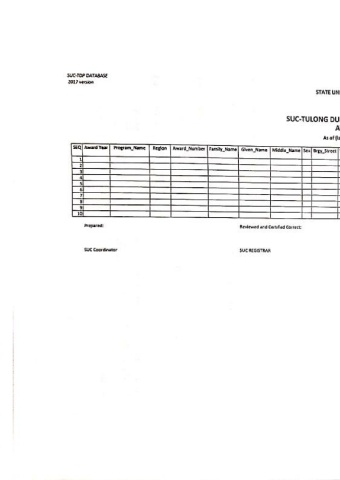 SUC-TDP DATABASE
2017 version
STATE UNI
SUC-TULONG DU
A
As of (
SEQ Award Year Program_Name Region Award_Number Family_Name Given_Name Middle_Name Sex Brgy_Street
1
2
3
4
5
6
7
8
9
10
Prepared: Reviewed and Certified Correct:
SUC Coordinator SUC REGISTRAR